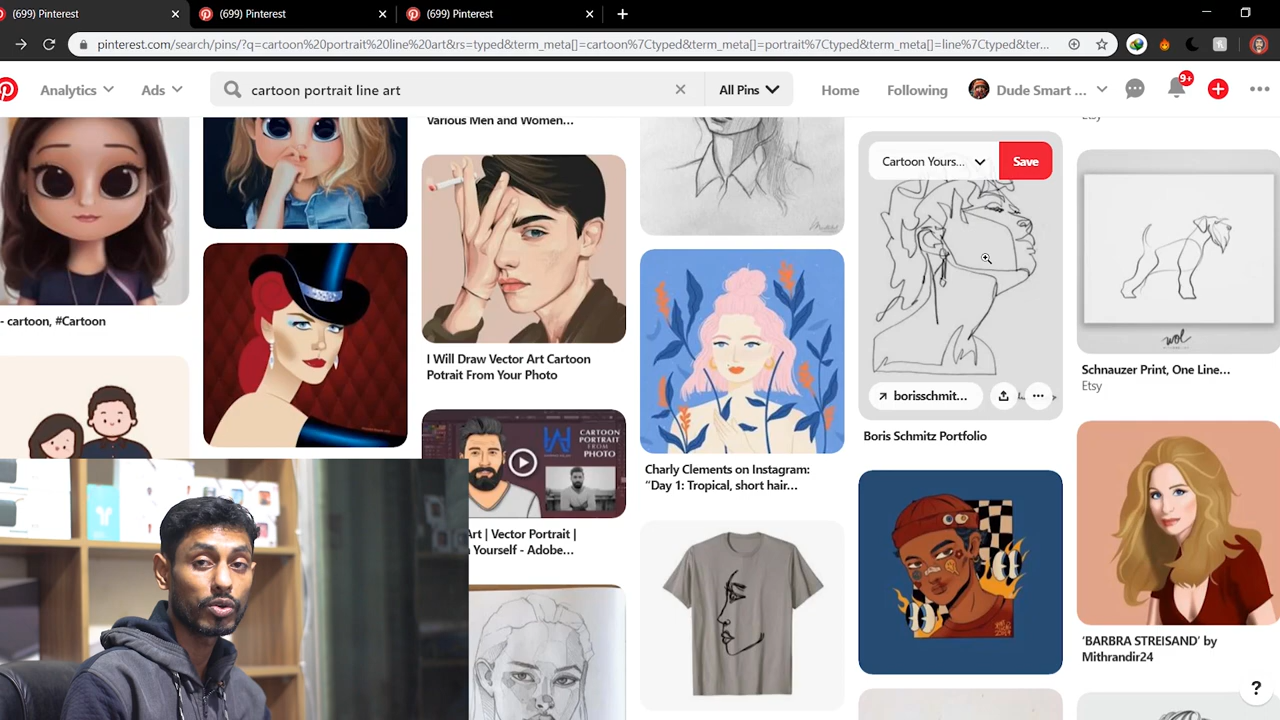 (699) Pinterest
(699) Pinterest
(699) Pinterest
pinterest.com/search/pins/?q=cartoon%20portrait%20line%20art&rs=typed&term_meta[]=cartoon%7Ctyped&term_meta[]=portrait%7Ctyped&term_meta[]=line%7Ctyped&ter...
Analytics
Ads
cartoon portrait line art
All Pins
Home
Following
Dude Smart ...
9+
- cartoon, #Cartoon
Various Men and Women...
I Will Draw Vector Art Cartoon
Potrait From Your Photo
CARTOON
PORTRAIT
FROM
PHOTO
Art | Vector Portrait |
Yourself - Adobe...
Charly Clements on Instagram:
“Day 1: Tropical, short hair...
Cartoon Yours...
Save
borisschmit...
Boris Schmitz Portfolio
Etsy
wol
Schnauzer Print, One Line...
Etsy
‘BARBRA STREISAND’ by
Mithrandir24
?